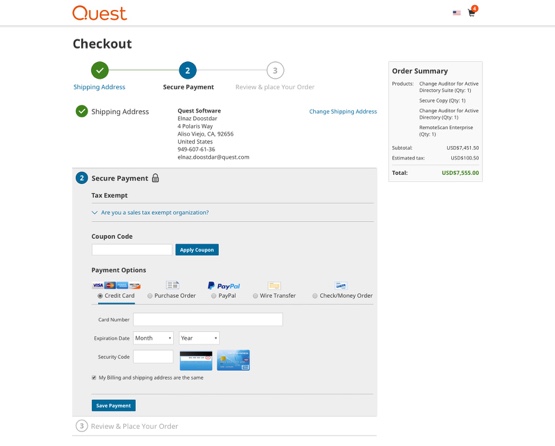 Quest
4
Checkout
2
3
Shipping Address
Secure Payment
Review & place Your Order
Shipping Address
Quest Software
Elnaz Doostdar
4 Polaris Way
Aliso Viejo, CA, 92656
United States
949-607-61-36
elnaz.doostdar@quest.com
Change Shipping Address
Order Summary
Products:
Change Auditor for Active
Directory Suite (Qty: 1)
Secure Copy (Qty: 1)
Change Auditor for Active
Directory (Qty: 1)
RemoteScan Enterprise
(Qty: 1)
Subtotal: USD$7,451.50
Estimated tax: USD$100.50
Total: USD$7,555.00
2 Secure Payment
Tax Exempt
Are you a sales tax exempt organization?
Coupon Code
Apply Coupon
Payment Options
VISA
PayPal
Credit Card
Purchase Order
PayPal
Wire Transfer
Check/Money Order
Card Number
Expiration Date Month Year
Security Code
My Billing and shipping address are the same
Save Payment
3 Review & Place Your Order